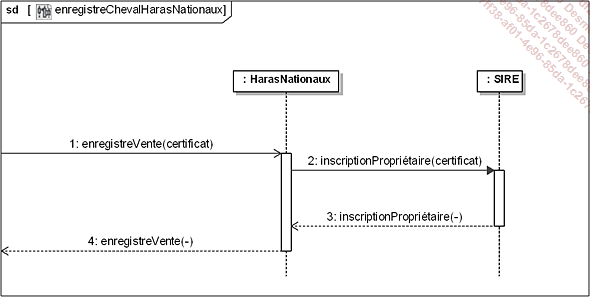 sd [ enregistreChevalHarasNationaux]
: HarasNationaux
: SIRE
1: enregistreVente(certificat)
2: inscriptionPropriétaire(certificat)
3: inscriptionPropriétaire(-)
4: enregistreVente(-)